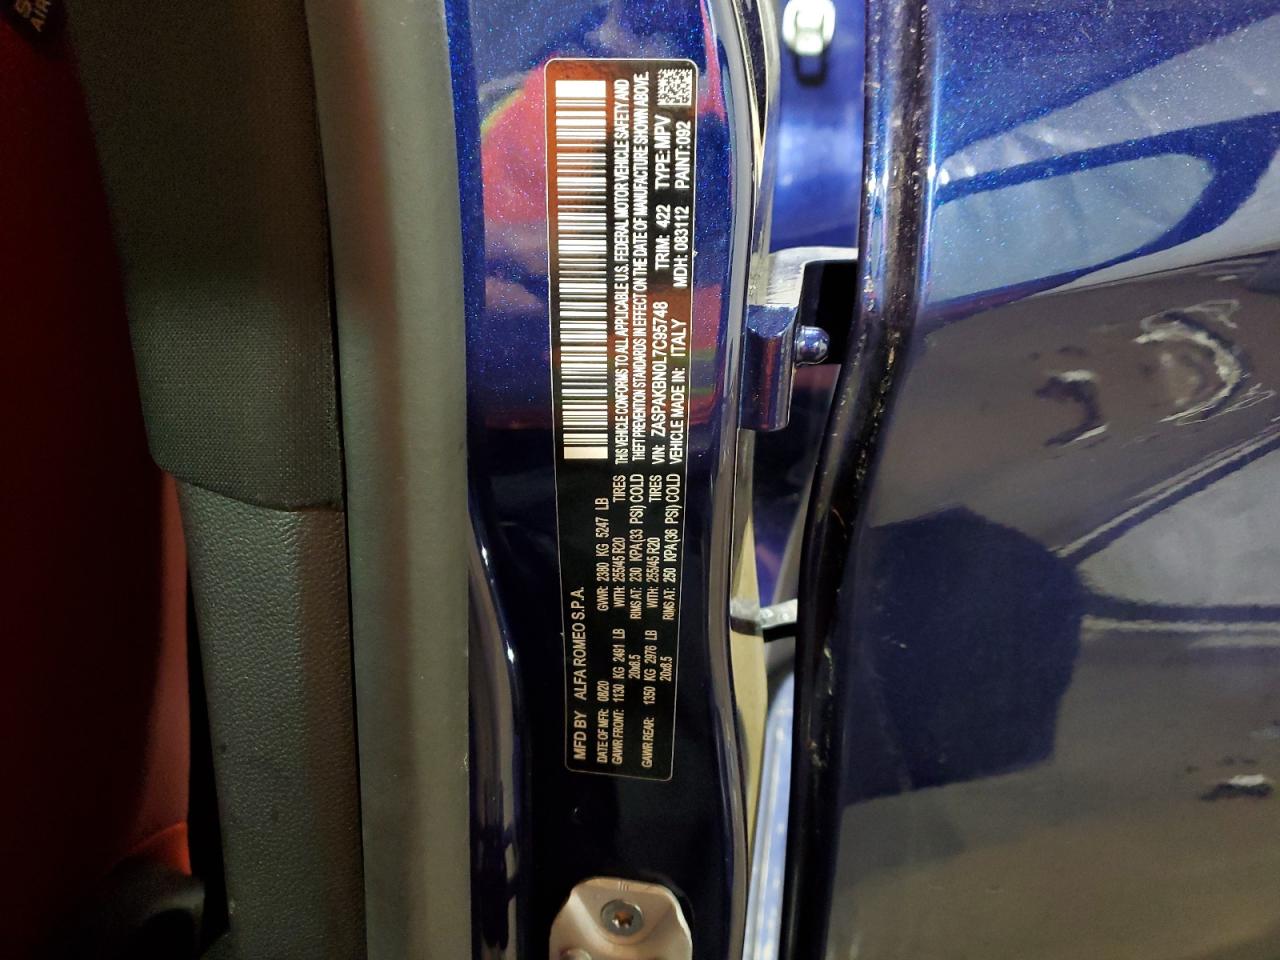 MFD BY ALFA ROMEO S.P.A.
DATE OF MFR: 08/20 GVWR: 2380 KG 5247 LB
GAWR FRONT: 1130 KG 2491 LB WITH: 255/45 R20 TIRES
20x8.5 RIMS AT: 230 KPA(33 PSI) COLD
GAWR REAR: 1350 KG 2976 LB WITH: 255/45 R20 TIRES
20x8.5 RIMS AT: 250 KPA(36 PSI) COLD
THIS VEHICLE CONFORMS TO ALL APPLICABLE U.S. FEDERAL MOTOR VEHICLE SAFETY AND
THEFT PREVENTION STANDARDS IN EFFECT ON THE DATE OF MANUFACTURE SHOWN ABOVE.
VIN: ZASPAKBN0L7C95748 TRIM: 422 TYPE: MPV
VEHICLE MADE IN: ITALY MDH: 083112 PAINT:092